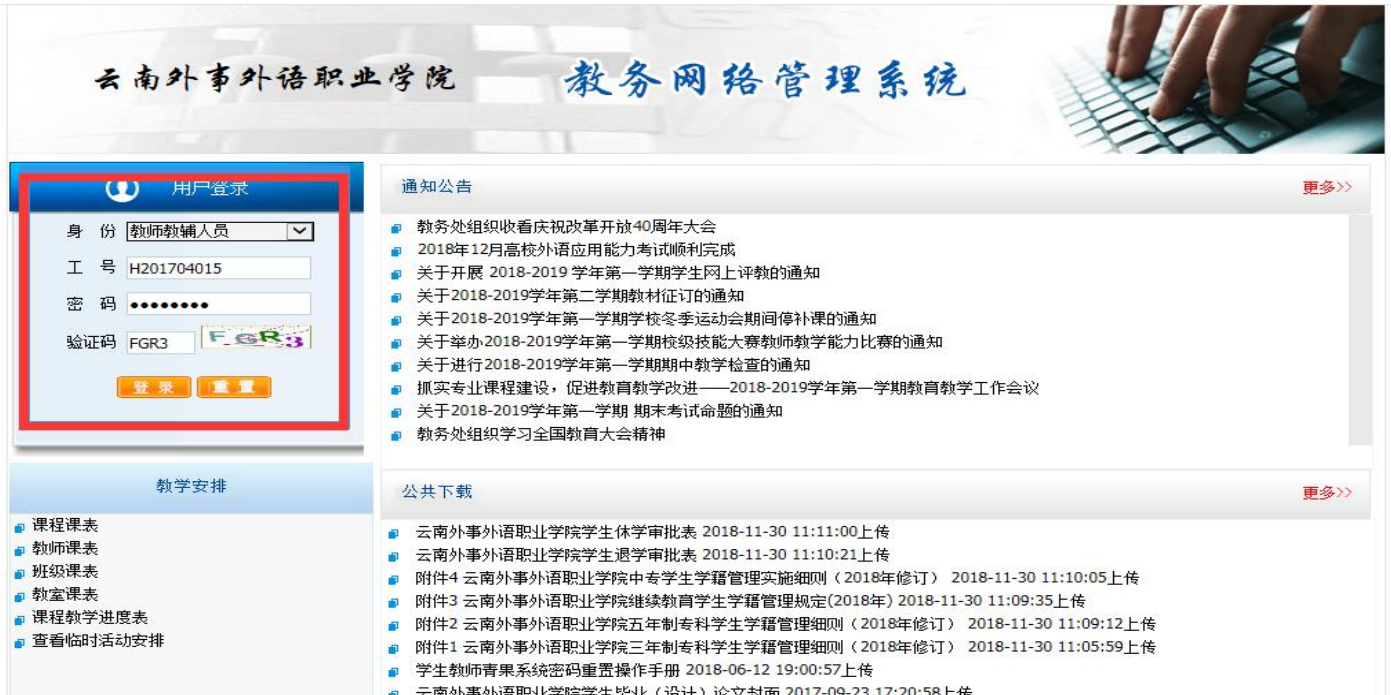 云南外事外语职业学院 教务网络管理系统
用户登录
身 份 教师教辅人员
工 号 H201704015
密 码 ••••••••
验证码 FGR3 FGR3
登 录 重 置
通知公告 更多>>
教务处组织收看庆祝改革开放40周年大会
2018年12月高校外语应用能力考试顺利完成
关于开展 2018-2019 学年第一学期学生网上评教的通知
关于2018-2019学年第二学期教材征订的通知
关于2018-2019学年第一学期学校冬季运动会期间停补课的通知
关于举办2018-2019学年第一学期校级技能大赛教师教学能力比赛的通知
关于进行2018-2019学年第一学期期中教学检查的通知
抓实专业课程建设，促进教育教学改进——2018-2019学年第一学期教育教学工作会议
关于2018-2019学年第一学期 期末考试命题的通知
教务处组织学习全国教育大会精神
教学安排
课程课表
教师课表
班级课表
教室课表
课程教学进度表
查看临时活动安排
公共下载 更多>>
云南外事外语职业学院学生休学审批表 2018-11-30 11:11:00上传
云南外事外语职业学院学生退学审批表 2018-11-30 11:10:21上传
附件4 云南外事外语职业学院中专学生学籍管理实施细则（2018年修订） 2018-11-30 11:10:05上传
附件3 云南外事外语职业学院继续教育学生学籍管理规定(2018年) 2018-11-30 11:09:35上传
附件2 云南外事外语职业学院五年制专科学生学籍管理细则（2018年修订） 2018-11-30 11:09:12上传
附件1 云南外事外语职业学院三年制专科学生学籍管理细则（2018年修订） 2018-11-30 11:05:59上传
学生教师青果系统密码重置操作手册 2018-06-12 19:00:57上传
云南外事外语职业学院学生毕业（设计）论文封面 2017-09-23 17:20:58上传